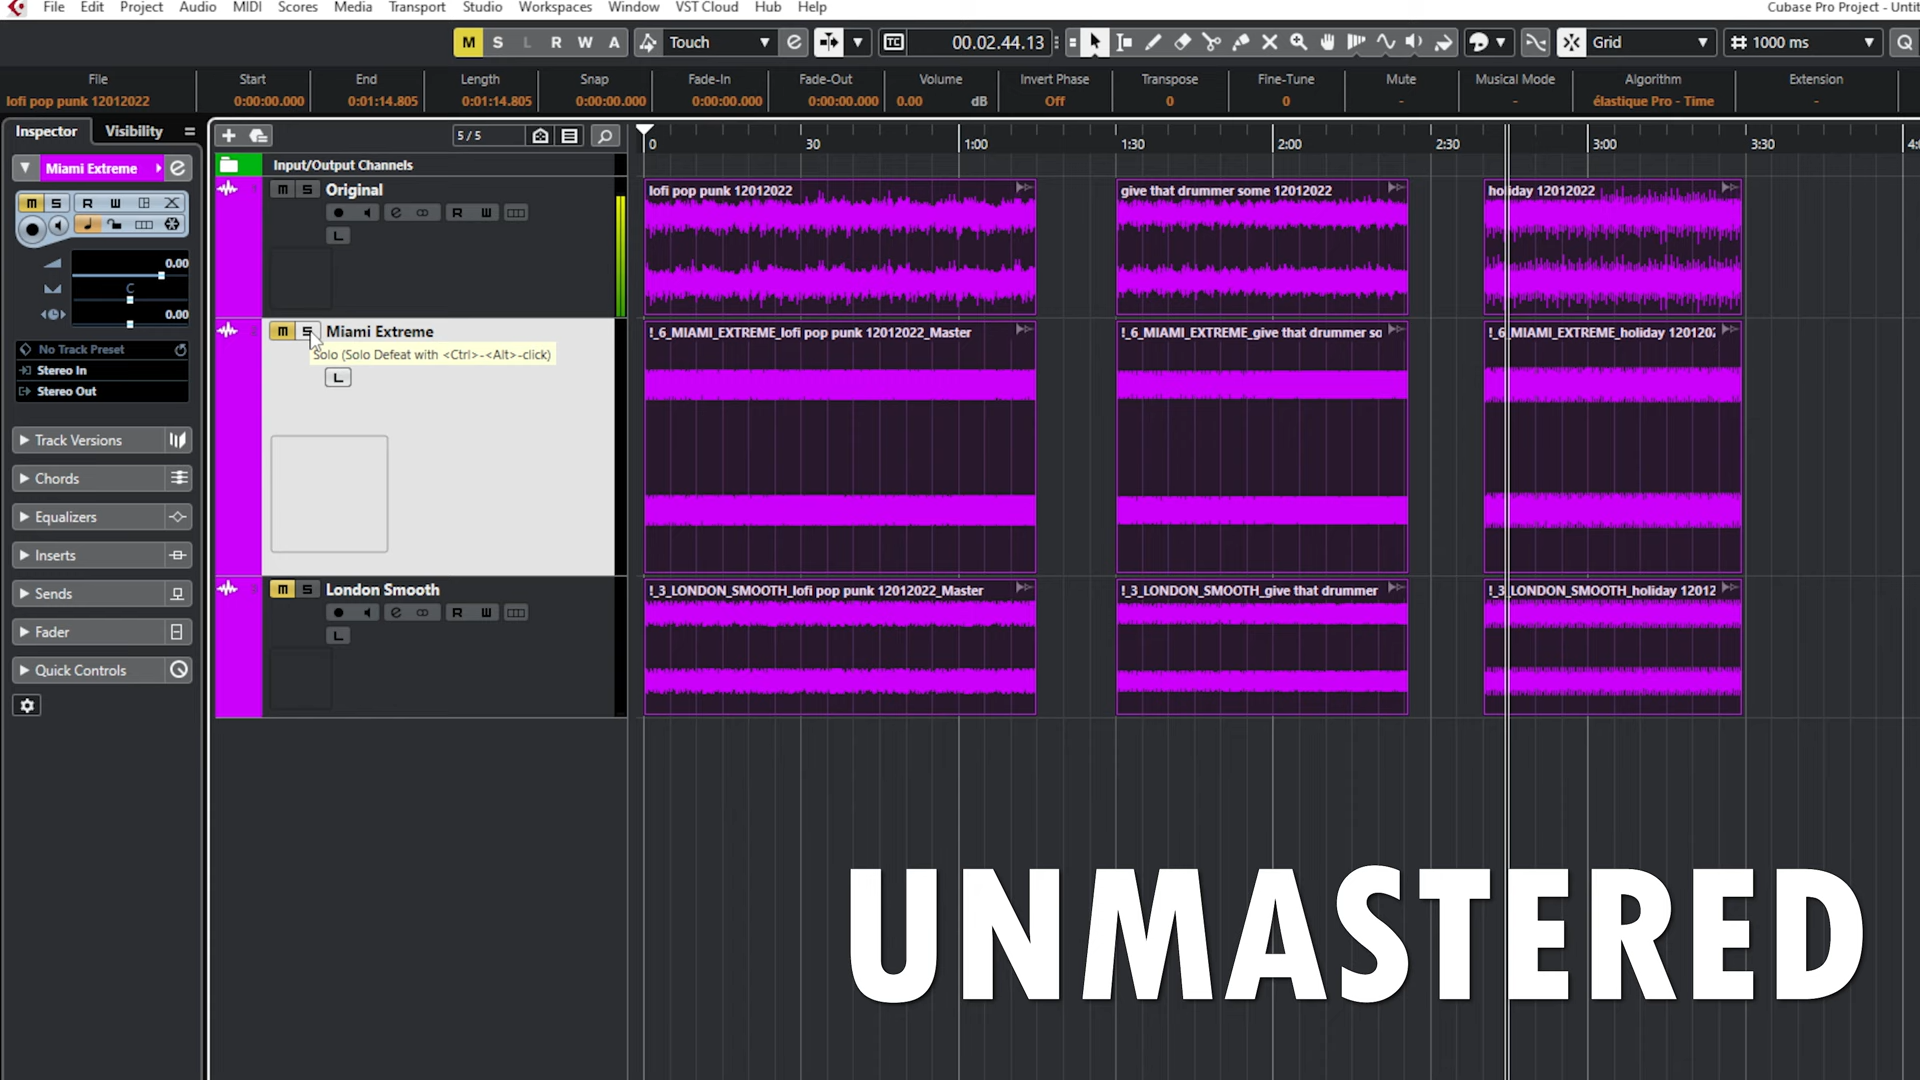 File Edit Project Audio MIDI Scores Media Transport Studio Workspaces Window VST Cloud Hub Help
Cubase Pro Project - Untit
M S L R W A Touch 00.02.44.13 Grid 1000 ms Q
File Start End Length Snap Fade-In Fade-Out Volume Invert Phase Transpose Fine-Tune Mute Musical Mode Algorithm Extension
lofi pop punk 12012022 0:00:00.000 0:01:14.805 0:01:14.805 0:00:00.000 0:00:00.000 0:00:00.000 0.00 dB Off 0 0 - - élastique Pro - Time -
Inspector Visibility
5 / 5
0 30 1:00 1:30 2:00 2:30 3:00 3:30 4:0
Miami Extreme
M S R W
0.00
C
0.00
No Track Preset
Stereo In
Stereo Out
Track Versions
Chords
Equalizers
Inserts
Sends
Fader
Quick Controls
Input/Output Channels
M S Original
R W
L
lofi pop punk 12012022
give that drummer some 12012022
holiday 12012022
M S Miami Extreme
Solo (Solo Defeat with <Ctrl>-<Alt>-click)
L
!_6_MIAMI_EXTREME_lofi pop punk 12012022_Master
!_6_MIAMI_EXTREME_give that drummer so
!_6_MIAMI_EXTREME_holiday 1201202
M S London Smooth
R W
L
!_3_LONDON_SMOOTH_lofi pop punk 12012022_Master
!_3_LONDON_SMOOTH_give that drummer
!_3_LONDON_SMOOTH_holiday 12012
UNMASTERED